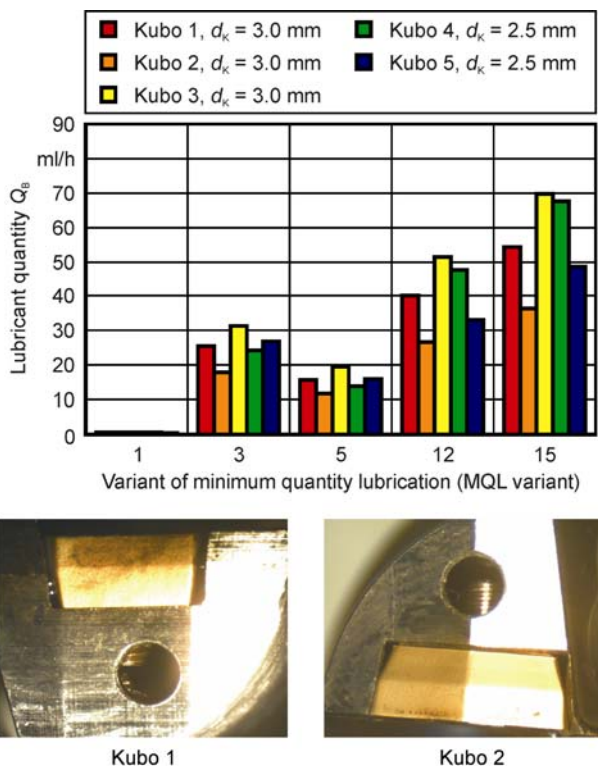 Kubo 1, dK = 3.0 mm
Kubo 2, dK = 3.0 mm
Kubo 3, dK = 3.0 mm
Kubo 4, dK = 2.5 mm
Kubo 5, dK = 2.5 mm
90
ml/h
70
60
50
40
30
20
10
0
Lubricant quantity QB
1 3 5 12 15
Variant of minimum quantity lubrication (MQL variant)
Kubo 1
Kubo 2